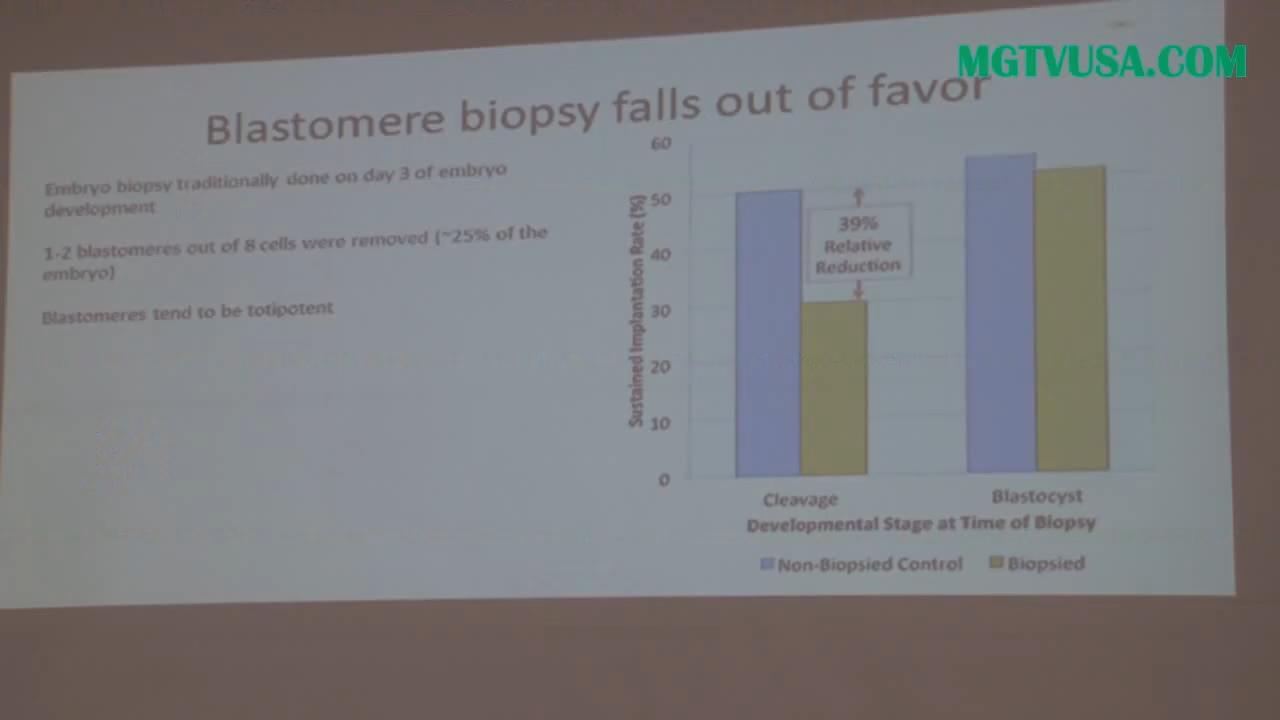 MGTVUSA.COM
Blastomere biopsy falls out of favor
Embryo biopsy traditionally done on day 3 of embryo
development
1-2 blastomeres out of 8 cells were removed (~25% of the
embryo)
Blastomeres tend to be totipotent
Sustained Implantation Rate (%)
60
50
40
30
20
10
0
39%
Relative
Reduction
Cleavage
Blastocyst
Developmental Stage at Time of Biopsy
Non-Biopsied Control
Biopsied